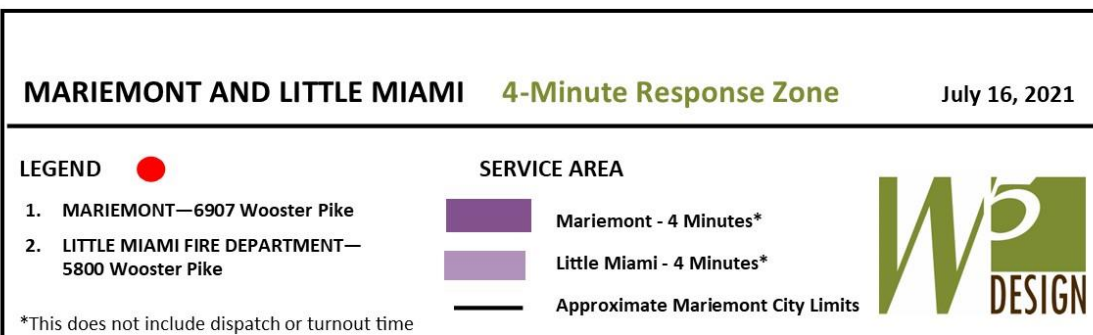 MARIEMONT AND LITTLE MIAMI 4-Minute Response Zone July 16, 2021
LEGEND
1. MARIEMONT—6907 Wooster Pike
2. LITTLE MIAMI FIRE DEPARTMENT—
5800 Wooster Pike
*This does not include dispatch or turnout time
SERVICE AREA
Mariemont - 4 Minutes*
Little Miami - 4 Minutes*
Approximate Mariemont City Limits
WP
DESIGN